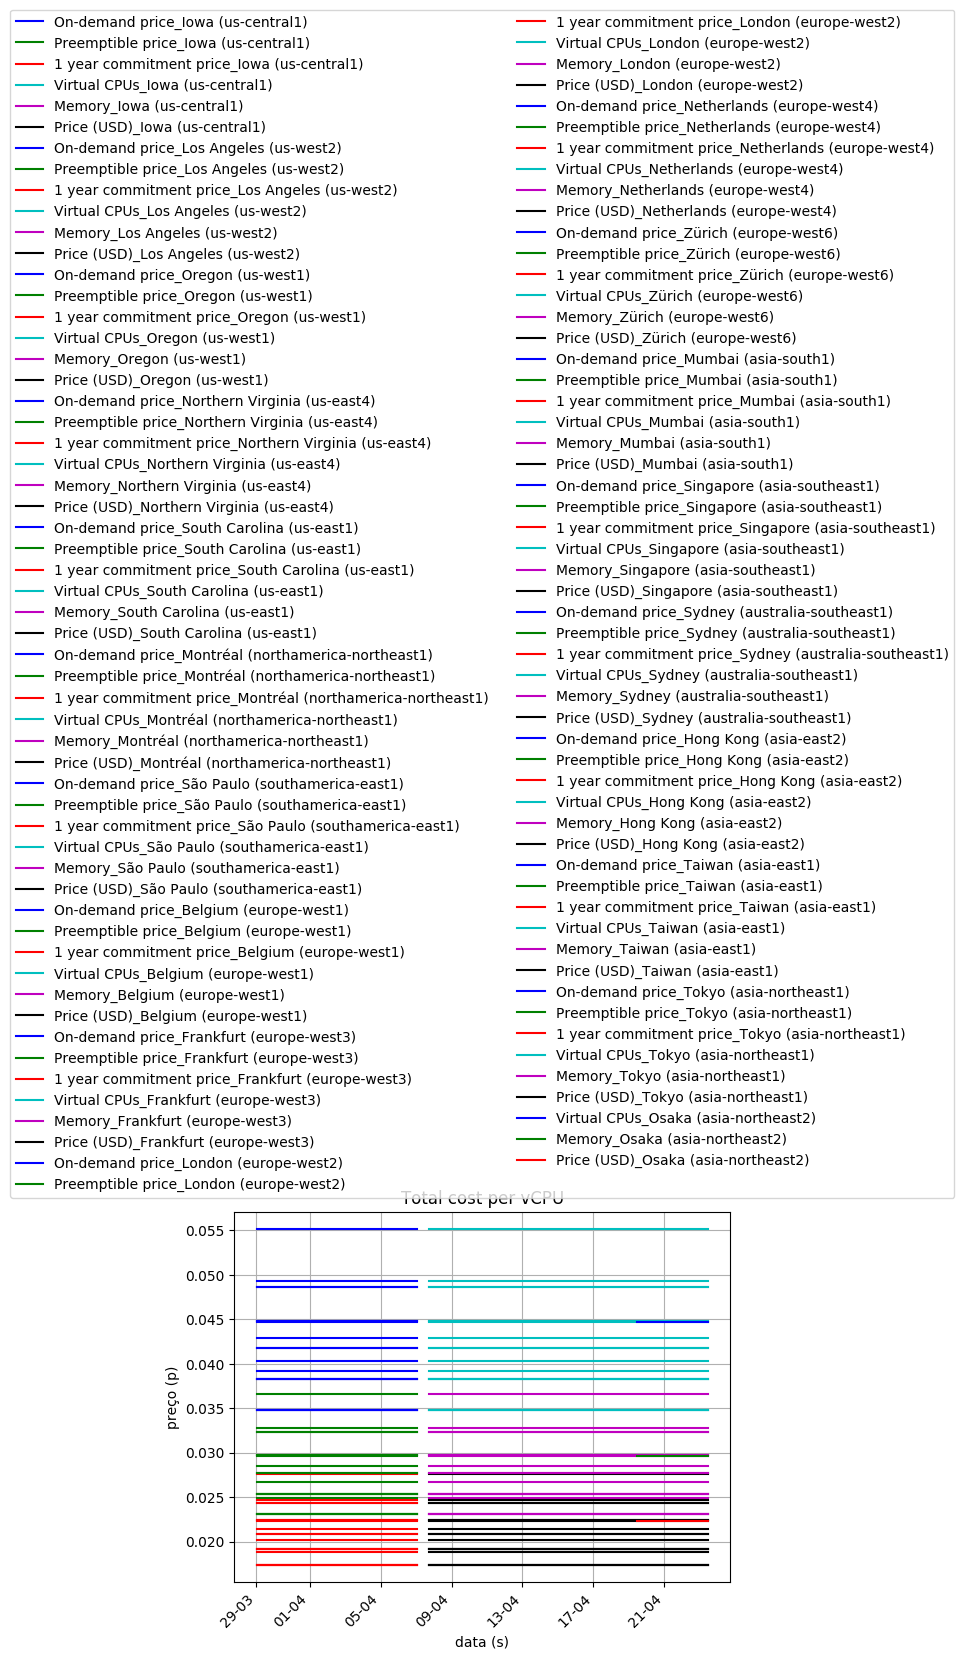 On-demand price_Iowa (us-central1)
Preemptible price_Iowa (us-central1)
1 year commitment price_Iowa (us-central1)
Virtual CPUs_Iowa (us-central1)
Memory_Iowa (us-central1)
Price (USD)_Iowa (us-central1)
On-demand price_Los Angeles (us-west2)
Preemptible price_Los Angeles (us-west2)
1 year commitment price_Los Angeles (us-west2)
Virtual CPUs_Los Angeles (us-west2)
Memory_Los Angeles (us-west2)
Price (USD)_Los Angeles (us-west2)
On-demand price_Oregon (us-west1)
Preemptible price_Oregon (us-west1)
1 year commitment price_Oregon (us-west1)
Virtual CPUs_Oregon (us-west1)
Memory_Oregon (us-west1)
Price (USD)_Oregon (us-west1)
On-demand price_Northern Virginia (us-east4)
Preemptible price_Northern Virginia (us-east4)
1 year commitment price_Northern Virginia (us-east4)
Virtual CPUs_Northern Virginia (us-east4)
Memory_Northern Virginia (us-east4)
Price (USD)_Northern Virginia (us-east4)
On-demand price_South Carolina (us-east1)
Preemptible price_South Carolina (us-east1)
1 year commitment price_South Carolina (us-east1)
Virtual CPUs_South Carolina (us-east1)
Memory_South Carolina (us-east1)
Price (USD)_South Carolina (us-east1)
On-demand price_Montréal (northamerica-northeast1)
Preemptible price_Montréal (northamerica-northeast1)
1 year commitment price_Montréal (northamerica-northeast1)
Virtual CPUs_Montréal (northamerica-northeast1)
Memory_Montréal (northamerica-northeast1)
Price (USD)_Montréal (northamerica-northeast1)
On-demand price_São Paulo (southamerica-east1)
Preemptible price_São Paulo (southamerica-east1)
1 year commitment price_São Paulo (southamerica-east1)
Virtual CPUs_São Paulo (southamerica-east1)
Memory_São Paulo (southamerica-east1)
Price (USD)_São Paulo (southamerica-east1)
On-demand price_Belgium (europe-west1)
Preemptible price_Belgium (europe-west1)
1 year commitment price_Belgium (europe-west1)
Virtual CPUs_Belgium (europe-west1)
Memory_Belgium (europe-west1)
Price (USD)_Belgium (europe-west1)
On-demand price_Frankfurt (europe-west3)
Preemptible price_Frankfurt (europe-west3)
1 year commitment price_Frankfurt (europe-west3)
Virtual CPUs_Frankfurt (europe-west3)
Memory_Frankfurt (europe-west3)
Price (USD)_Frankfurt (europe-west3)
On-demand price_London (europe-west2)
Preemptible price_London (europe-west2)
1 year commitment price_London (europe-west2)
Virtual CPUs_London (europe-west2)
Memory_London (europe-west2)
Price (USD)_London (europe-west2)
On-demand price_Netherlands (europe-west4)
Preemptible price_Netherlands (europe-west4)
1 year commitment price_Netherlands (europe-west4)
Virtual CPUs_Netherlands (europe-west4)
Memory_Netherlands (europe-west4)
Price (USD)_Netherlands (europe-west4)
On-demand price_Zürich (europe-west6)
Preemptible price_Zürich (europe-west6)
1 year commitment price_Zürich (europe-west6)
Virtual CPUs_Zürich (europe-west6)
Memory_Zürich (europe-west6)
Price (USD)_Zürich (europe-west6)
On-demand price_Mumbai (asia-south1)
Preemptible price_Mumbai (asia-south1)
1 year commitment price_Mumbai (asia-south1)
Virtual CPUs_Mumbai (asia-south1)
Memory_Mumbai (asia-south1)
Price (USD)_Mumbai (asia-south1)
On-demand price_Singapore (asia-southeast1)
Preemptible price_Singapore (asia-southeast1)
1 year commitment price_Singapore (asia-southeast1)
Virtual CPUs_Singapore (asia-southeast1)
Memory_Singapore (asia-southeast1)
Price (USD)_Singapore (asia-southeast1)
On-demand price_Sydney (australia-southeast1)
Preemptible price_Sydney (australia-southeast1)
1 year commitment price_Sydney (australia-southeast1)
Virtual CPUs_Sydney (australia-southeast1)
Memory_Sydney (australia-southeast1)
Price (USD)_Sydney (australia-southeast1)
On-demand price_Hong Kong (asia-east2)
Preemptible price_Hong Kong (asia-east2)
1 year commitment price_Hong Kong (asia-east2)
Virtual CPUs_Hong Kong (asia-east2)
Memory_Hong Kong (asia-east2)
Price (USD)_Hong Kong (asia-east2)
On-demand price_Taiwan (asia-east1)
Preemptible price_Taiwan (asia-east1)
1 year commitment price_Taiwan (asia-east1)
Virtual CPUs_Taiwan (asia-east1)
Memory_Taiwan (asia-east1)
Price (USD)_Taiwan (asia-east1)
On-demand price_Tokyo (asia-northeast1)
Preemptible price_Tokyo (asia-northeast1)
1 year commitment price_Tokyo (asia-northeast1)
Virtual CPUs_Tokyo (asia-northeast1)
Memory_Tokyo (asia-northeast1)
Price (USD)_Tokyo (asia-northeast1)
Virtual CPUs_Osaka (asia-northeast2)
Memory_Osaka (asia-northeast2)
Price (USD)_Osaka (asia-northeast2)
Total cost per vCPU
0.055
0.050
0.045
0.040
0.035
0.030
0.025
0.020
preço (p)
29-03
01-04
05-04
09-04
13-04
17-04
21-04
data (s)